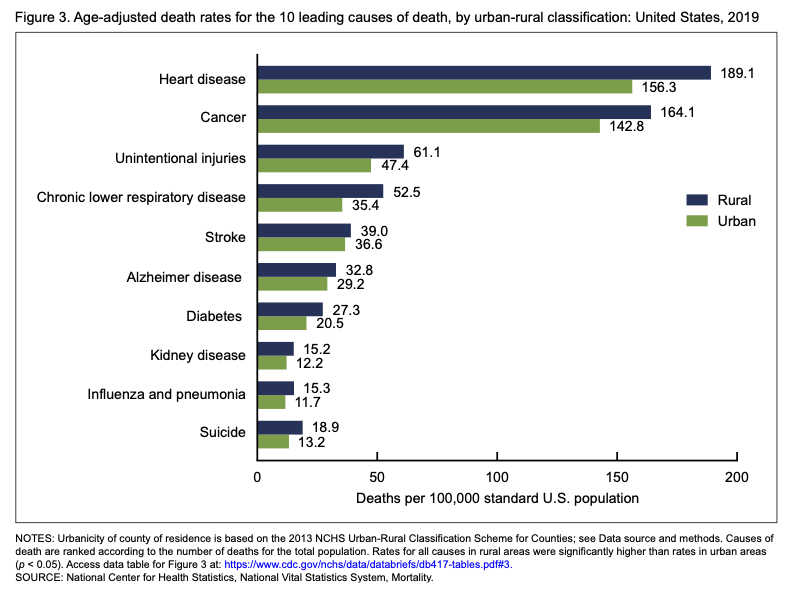 Figure 3. Age-adjusted death rates for the 10 leading causes of death, by urban-rural classification: United States, 2019
Heart disease
189.1
156.3
Cancer
164.1
142.8
Unintentional injuries
61.1
47.4
Chronic lower respiratory disease
52.5
35.4
Stroke
39.0
36.6
Alzheimer disease
32.8
29.2
Diabetes
27.3
20.5
Kidney disease
15.2
12.2
Influenza and pneumonia
15.3
11.7
Suicide
18.9
13.2
Rural
Urban
0 50 100 150 200
Deaths per 100,000 standard U.S. population
NOTES: Urbanicity of county of residence is based on the 2013 NCHS Urban-Rural Classification Scheme for Counties; see Data source and methods. Causes of
death are ranked according to the number of deaths for the total population. Rates for all causes in rural areas were significantly higher than rates in urban areas
(p < 0.05). Access data table for Figure 3 at: https://www.cdc.gov/nchs/data/databriefs/db417-tables.pdf#3.
SOURCE: National Center for Health Statistics, National Vital Statistics System, Mortality.